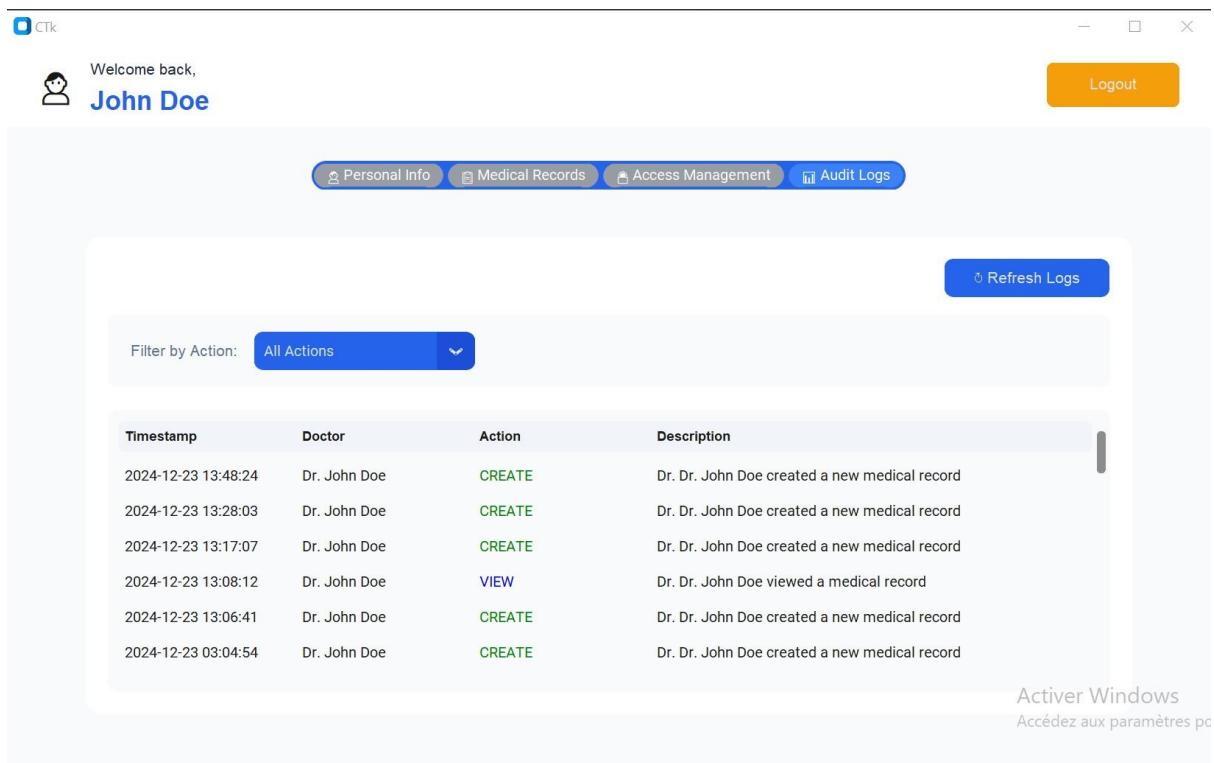 CTk
Welcome back,
John Doe
Logout
Personal Info Medical Records Access Management Audit Logs
Refresh Logs
Filter by Action: All Actions
Timestamp Doctor Action Description
2024-12-23 13:48:24 Dr. John Doe CREATE Dr. Dr. John Doe created a new medical record
2024-12-23 13:28:03 Dr. John Doe CREATE Dr. Dr. John Doe created a new medical record
2024-12-23 13:17:07 Dr. John Doe CREATE Dr. Dr. John Doe created a new medical record
2024-12-23 13:08:12 Dr. John Doe VIEW Dr. Dr. John Doe viewed a medical record
2024-12-23 13:06:41 Dr. John Doe CREATE Dr. Dr. John Doe created a new medical record
2024-12-23 03:04:54 Dr. John Doe CREATE Dr. Dr. John Doe created a new medical record
Activer Windows
Accédez aux paramètres